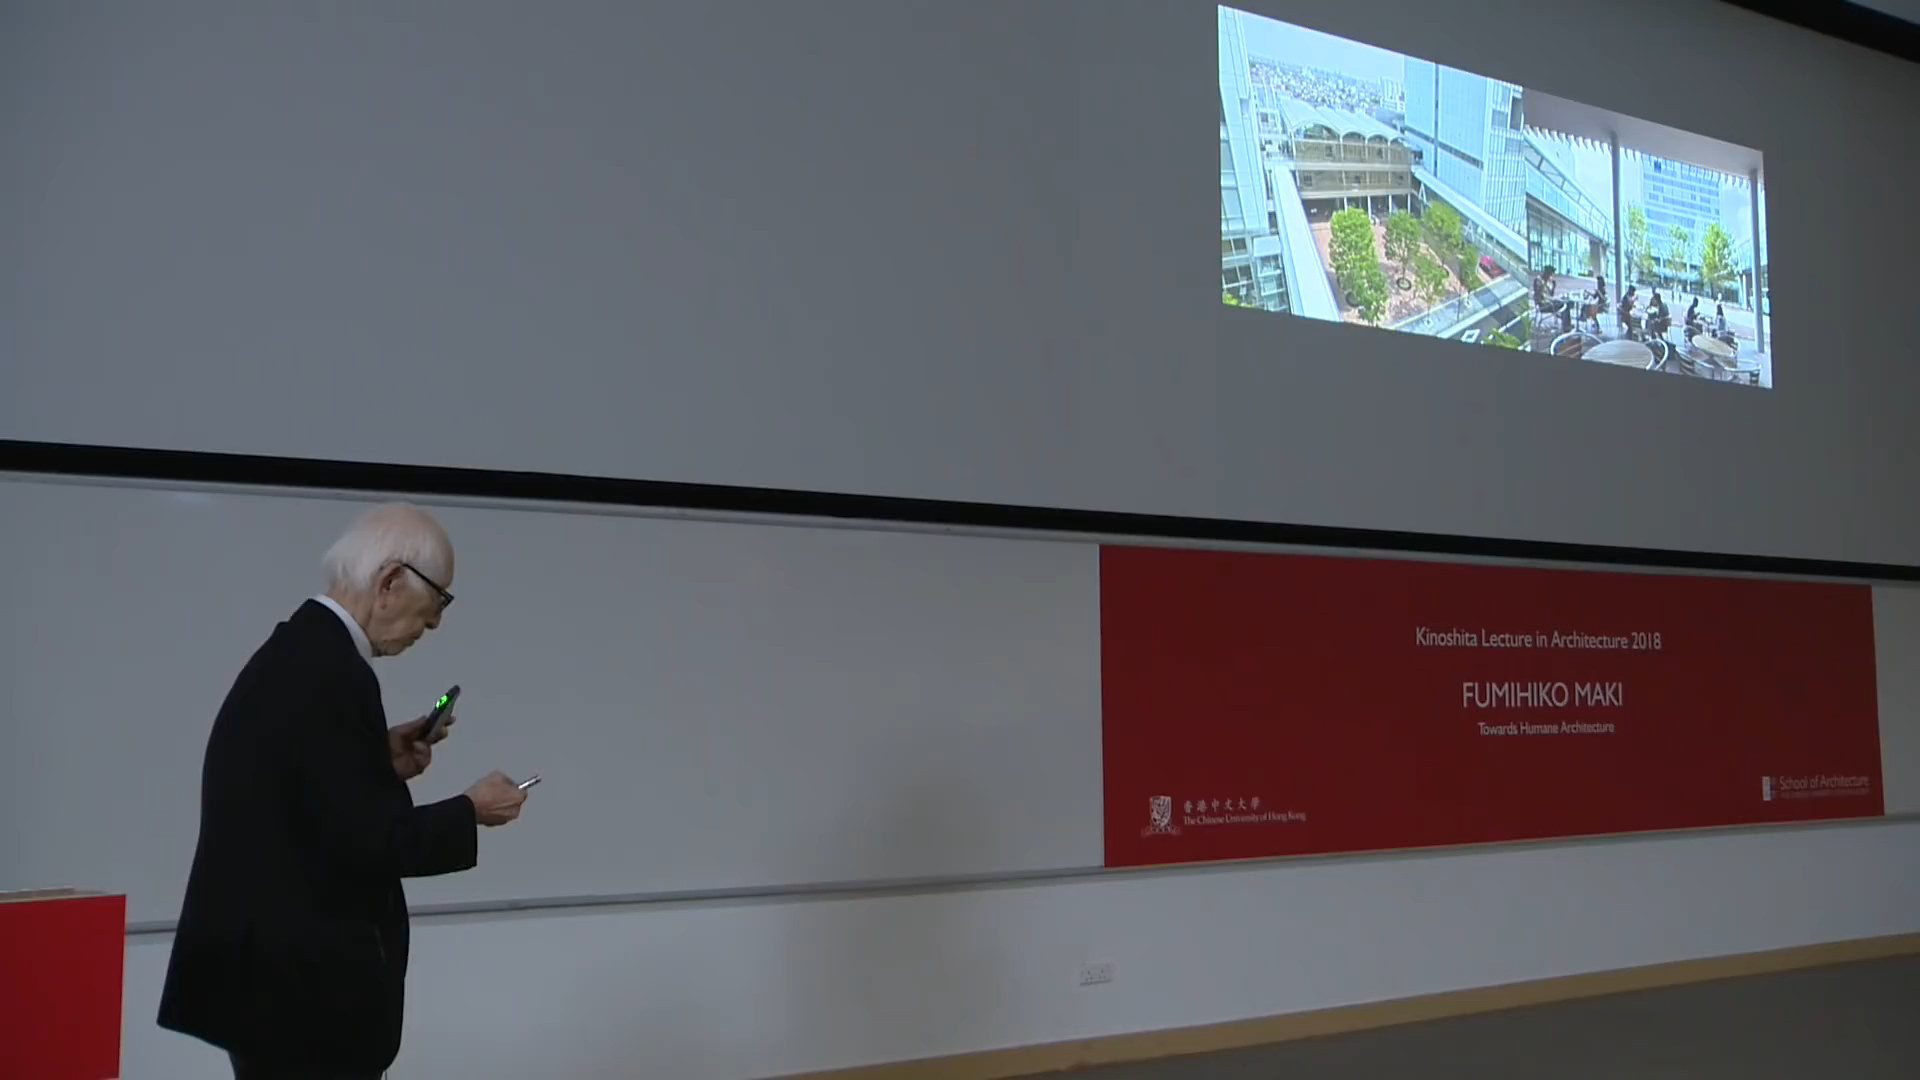 Kinoshita Lecture in Architecture 2018
FUMIHIKO MAKI
Towards Humane Architecture
香港中文大學
The Chinese University of Hong Kong
School of Architecture